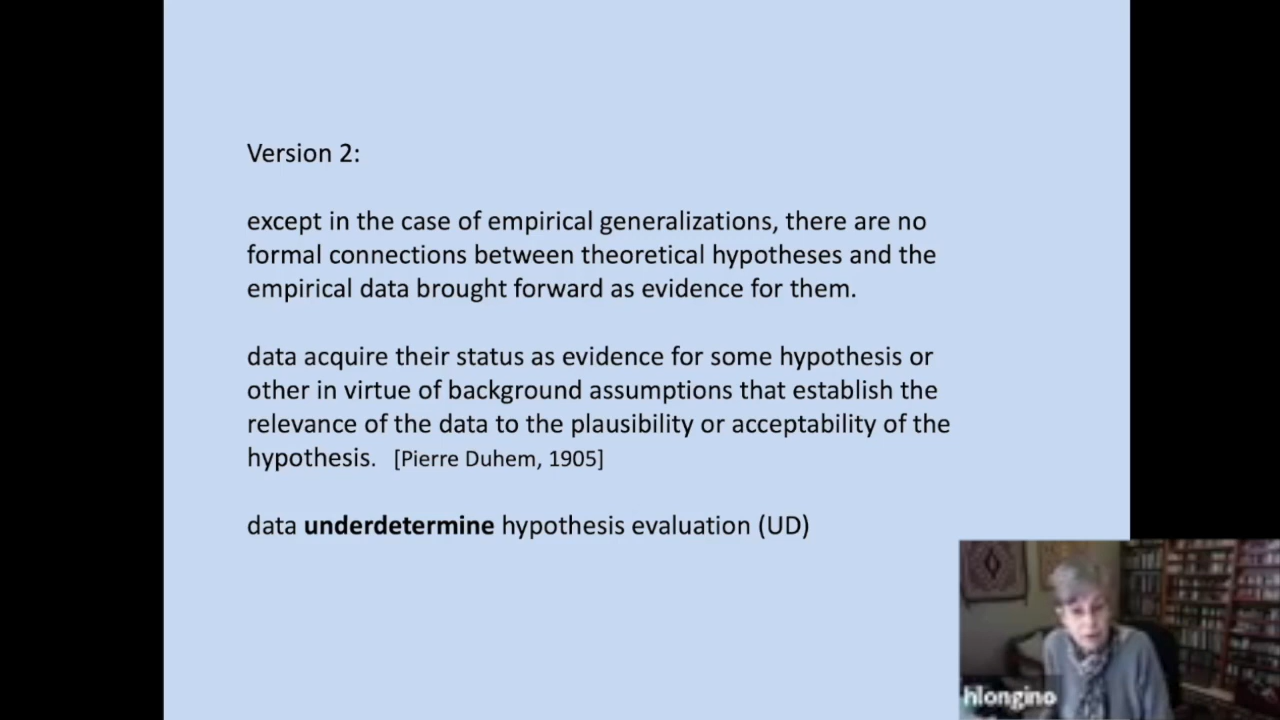 Version 2:
except in the case of empirical generalizations, there are no
formal connections between theoretical hypotheses and the
empirical data brought forward as evidence for them.
data acquire their status as evidence for some hypothesis or
other in virtue of background assumptions that establish the
relevance of the data to the plausibility or acceptability of the
hypothesis. [Pierre Duhem, 1905]
data underdetermine hypothesis evaluation (UD)
hlongino